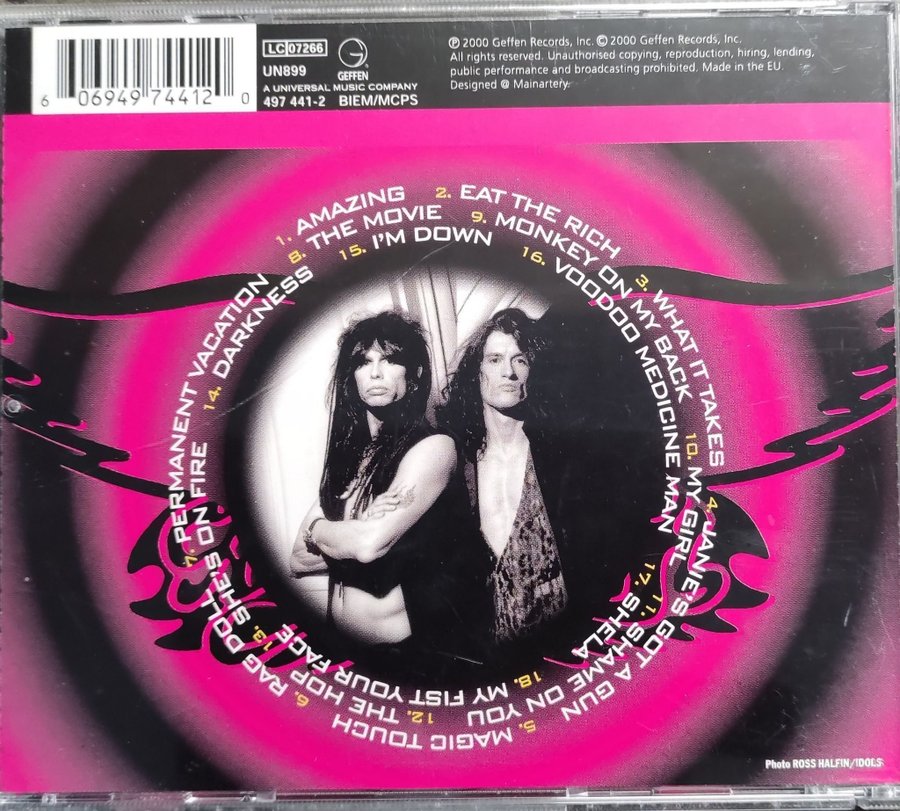 6 06949 74412 0
LC 07266
UN899
GEFFEN
A UNIVERSAL MUSIC COMPANY
497 441-2 BIEM/MCPS
℗ 2000 Geffen Records, Inc. © 2000 Geffen Records, Inc.
All rights reserved. Unauthorised copying, reproduction, hiring, lending,
public performance and broadcasting prohibited. Made in the EU.
Designed @ Mainartery.
1. AMAZING
2. EAT THE RICH
3. WHAT IT TAKES
4. JANIE'S GOT A GUN
5. MAGIC TOUCH
6. RAG DOLL
7. PERMANENT VACATION
8. THE MOVIE
9. MONKEY ON MY BACK
10. MY GIRL
11. SHAME ON YOU
12. THE HOP
13. SHE'S ON FIRE
14. DARKNESS
15. I'M DOWN
16. VOODOO MEDICINE MAN
17. SHELA
18. MY FIST YOUR FACE
Photo ROSS HALFIN/IDOLS